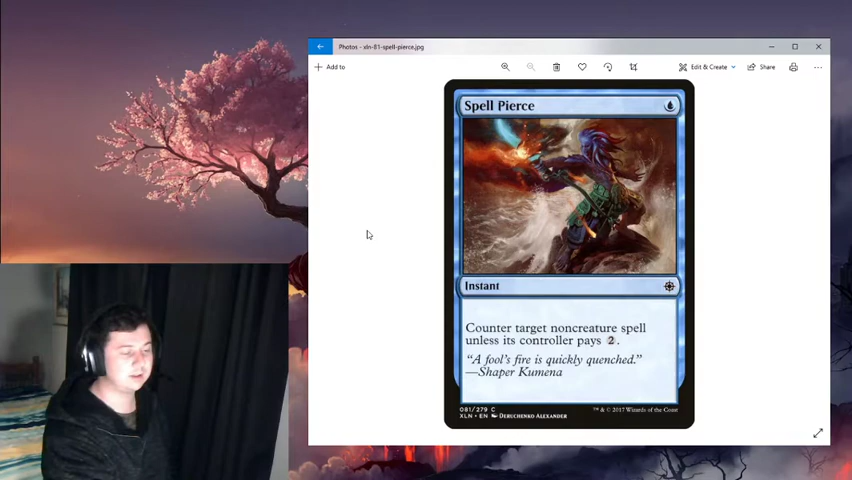 Photos - xln-81-spell-pierce.jpg
Add to
Edit & Create
Share
Spell Pierce
Instant
Counter target noncreature spell
unless its controller pays 2.
"A fool's fire is quickly quenched."
—Shaper Kumena
081/279 C
XLN • EN Deruchenko Alexander
™ & © 2017 Wizards of the Coast